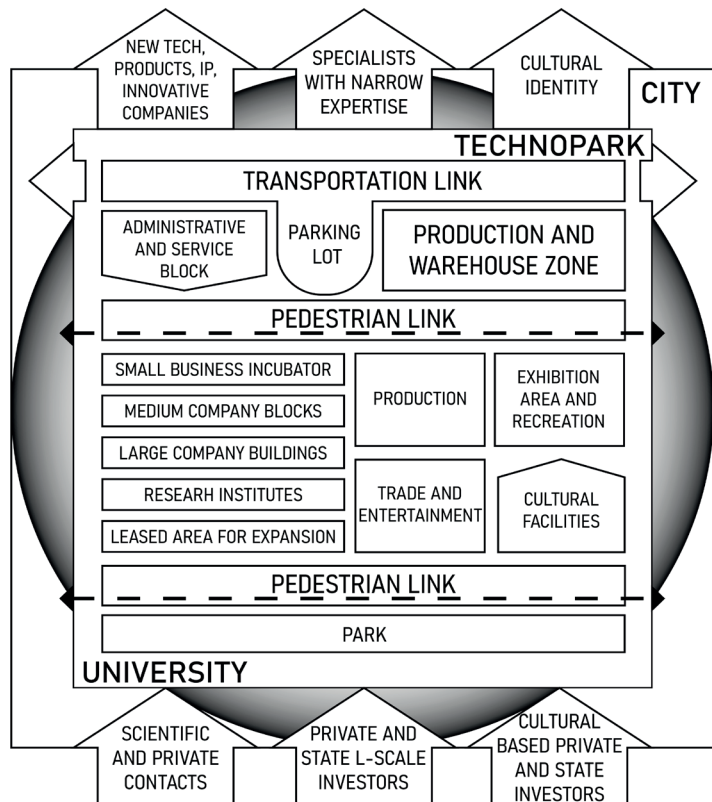 NEW TECH,
PRODUCTS, IP,
INNOVATIVE
COMPANIES
SPECIALISTS
WITH NARROW
EXPERTISE
CULTURAL
IDENTITY
CITY
TECHNOPARK
TRANSPORTATION LINK
ADMINISTRATIVE
AND SERVICE
BLOCK
PARKING
LOT
PRODUCTION AND
WAREHOUSE ZONE
PEDESTRIAN LINK
SMALL BUSINESS INCUBATOR
MEDIUM COMPANY BLOCKS
LARGE COMPANY BUILDINGS
RESEARH INSTITUTES
LEASED AREA FOR EXPANSION
PRODUCTION
EXHIBITION
AREA AND
RECREATION
TRADE AND
ENTERTAINMENT
CULTURAL
FACILITIES
PEDESTRIAN LINK
PARK
UNIVERSITY
SCIENTIFIC
AND PRIVATE
CONTACTS
PRIVATE AND
STATE L-SCALE
INVESTORS
CULTURAL
BASED PRIVATE
AND STATE
INVESTORS